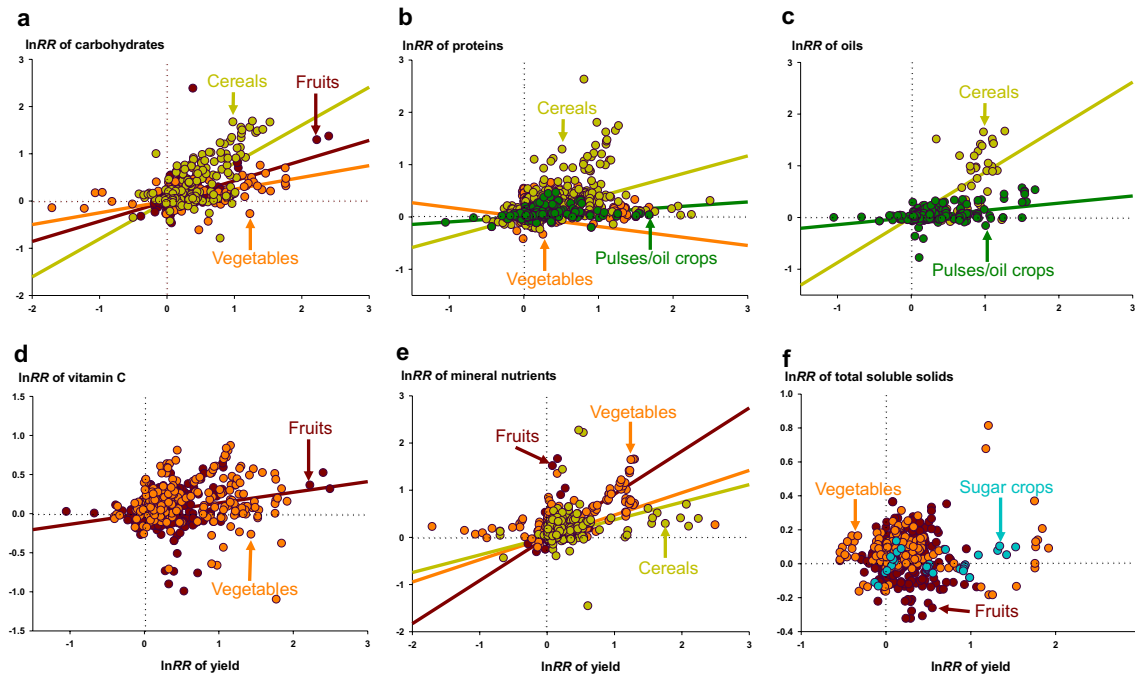 a
lnRR of carbohydrates
3
2
1
0
-1
-2
-2
-1
0
1
2
3
Cereals
Fruits
Vegetables
b
lnRR of proteins
3
2
1
0
-1
-1
0
1
2
3
Cereals
Pulses/oil crops
Vegetables
c
lnRR of oils
3
2
1
0
-1
-1
0
1
2
3
Cereals
Pulses/oil crops
d
lnRR of vitamin C
1.5
1.0
0.5
0.0
-0.5
-1.0
-1.5
-1
0
1
2
3
Fruits
Vegetables
lnRR of yield
e
lnRR of mineral nutrients
3
2
1
0
-1
-2
-2
-1
0
1
2
3
Vegetables
Fruits
Cereals
lnRR of yield
f
lnRR of total soluble solids
1.0
0.8
0.6
0.4
0.2
0.0
-0.2
-0.4
-1
0
1
2
Vegetables
Sugar crops
Fruits
lnRR of yield